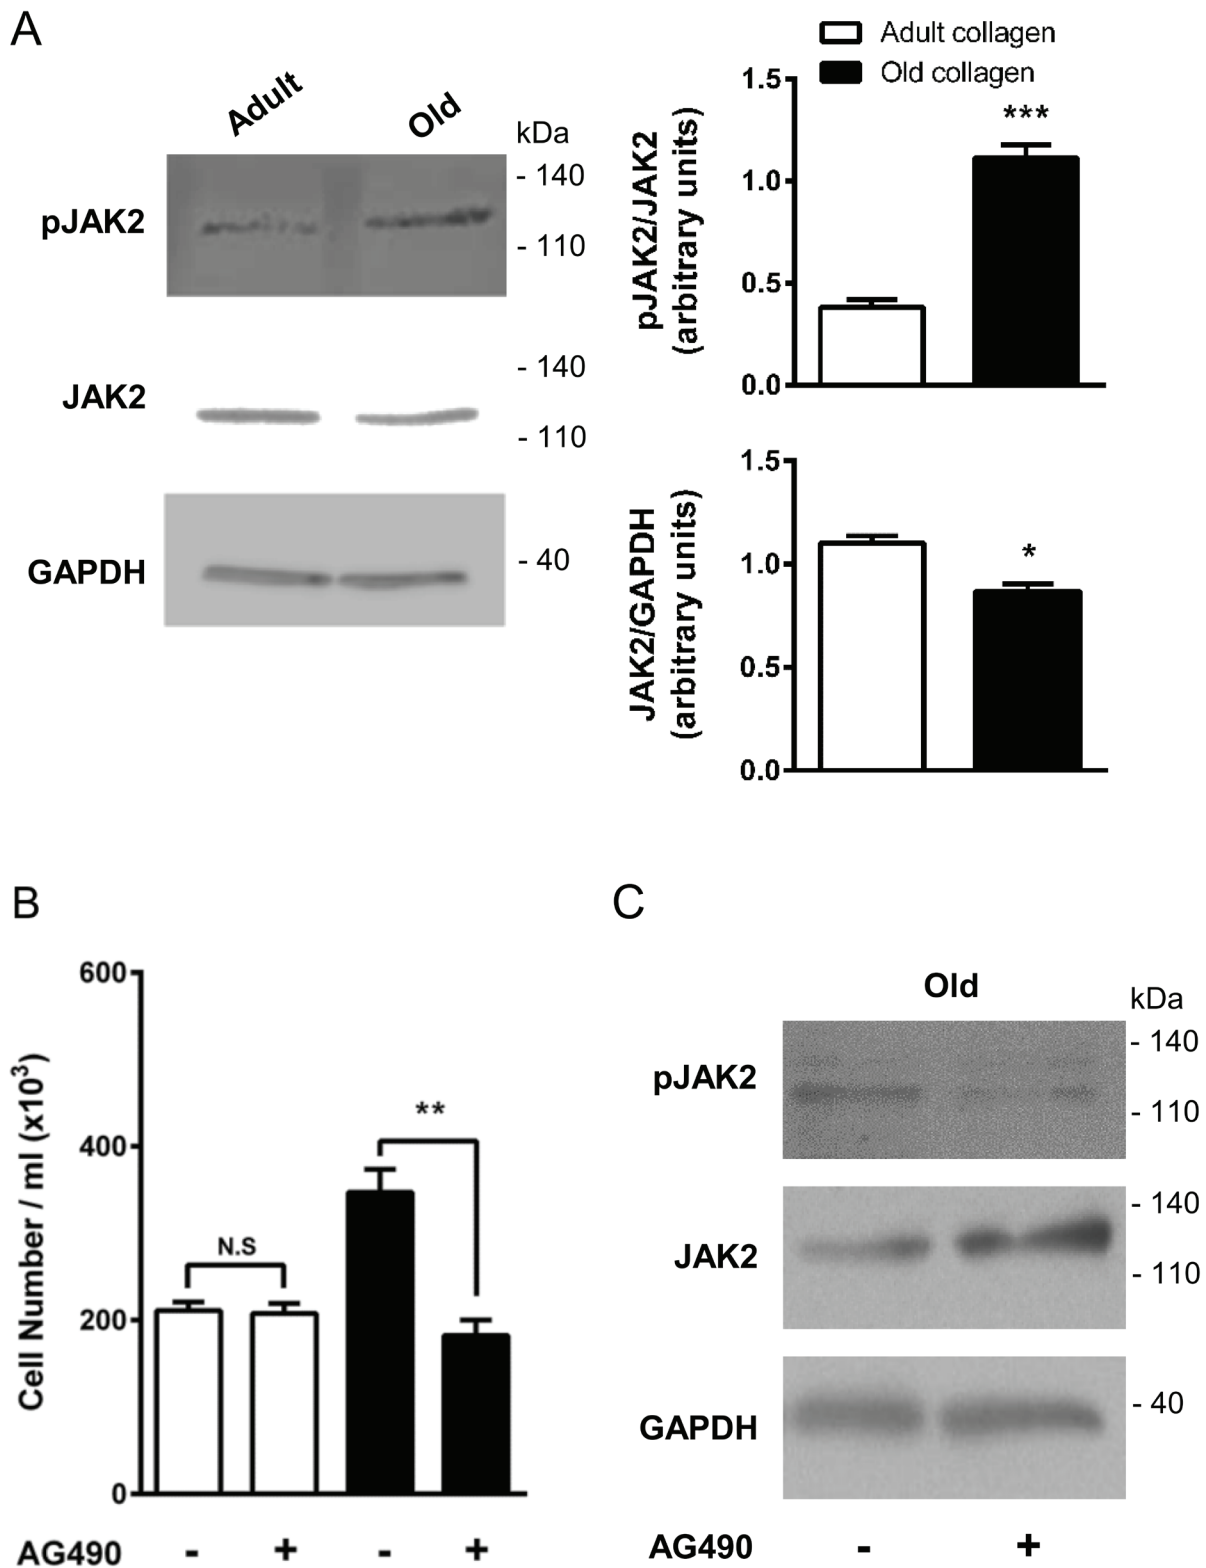 A
Adult
Old
kDa
pJAK2
- 140
- 110
JAK2
- 140
- 110
GAPDH
- 40
Adult collagen
Old collagen
pJAK2/JAK2
(arbitrary units)
1.5
1.0
0.5
0.0
***
JAK2/GAPDH
(arbitrary units)
1.5
1.0
0.5
0.0
*
B
Cell Number / ml (x10³)
600
400
200
0
N.S
**
AG490 - + - +
C
Old
kDa
pJAK2
- 140
- 110
JAK2
- 140
- 110
GAPDH
- 40
AG490 - +